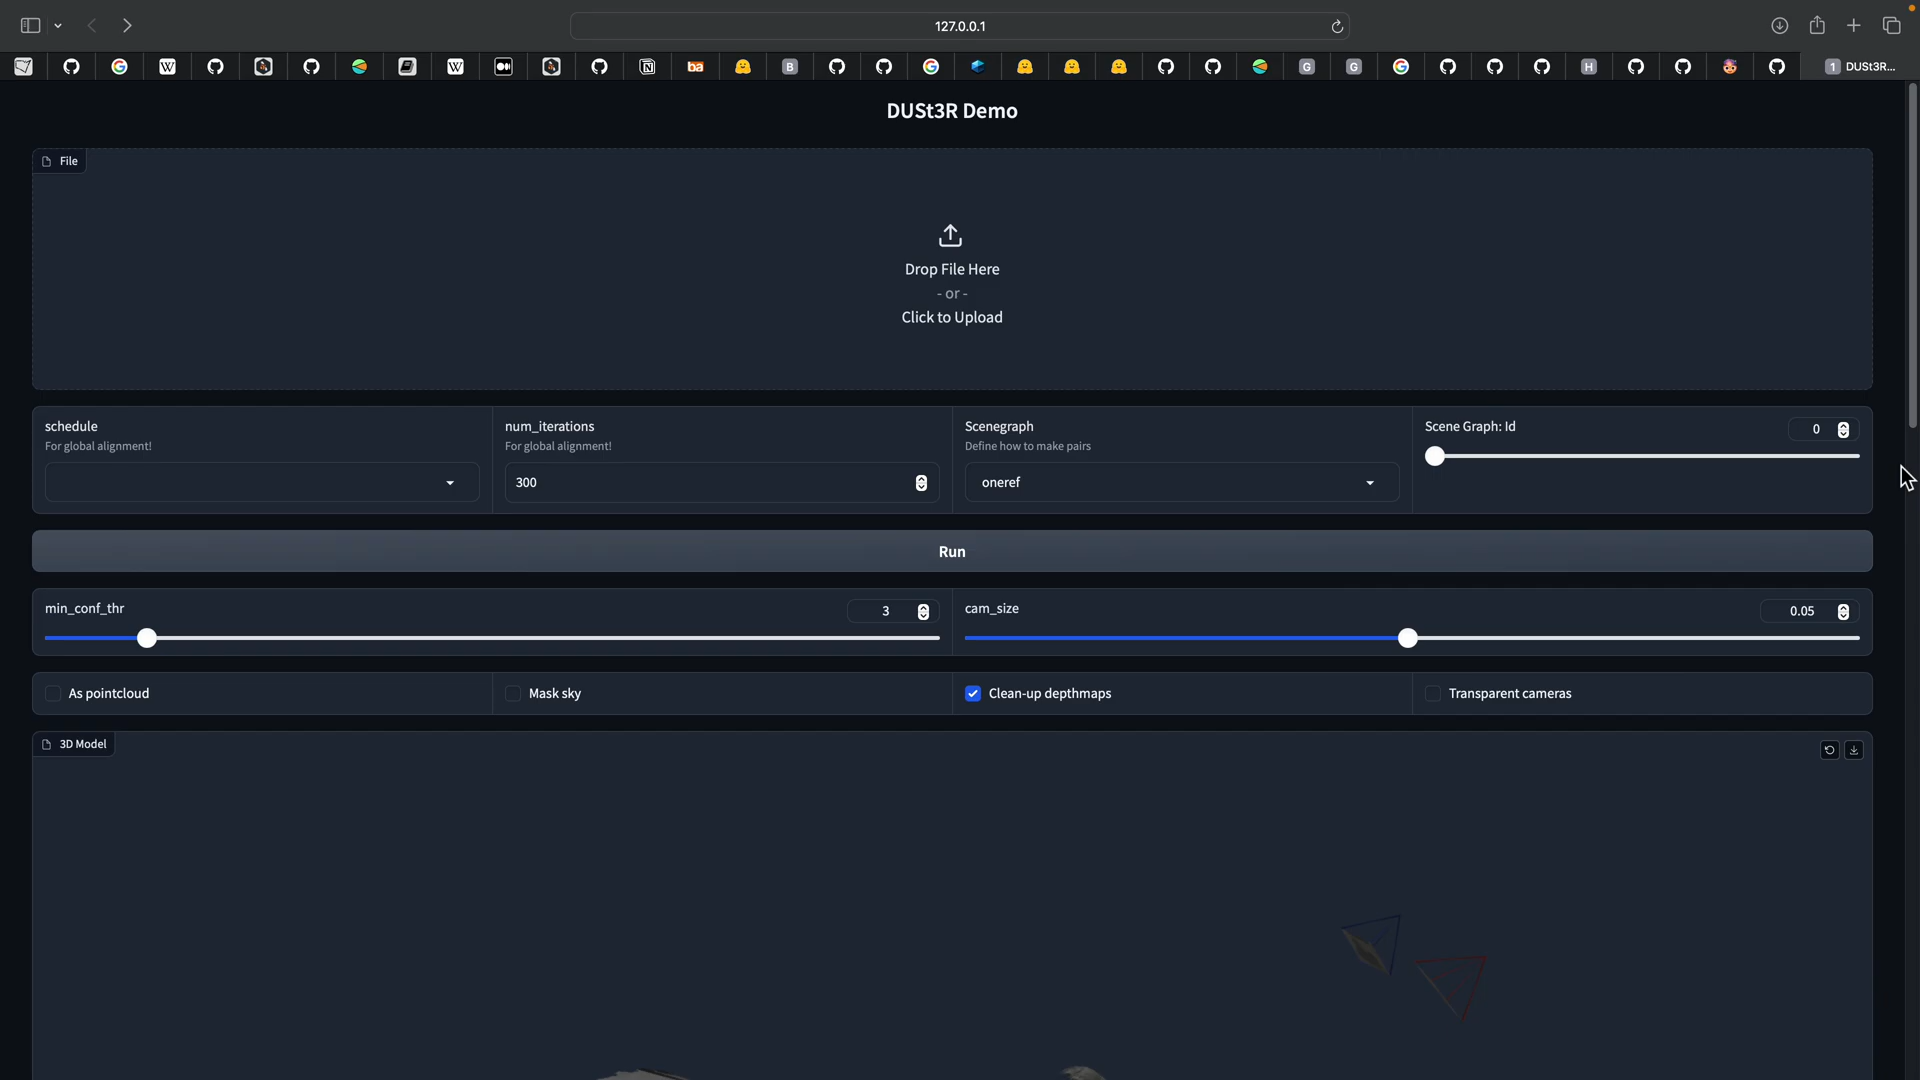 127.0.0.1
1 DUSt3R...
DUSt3R Demo
File
Drop File Here
- or -
Click to Upload
schedule
For global alignment!
num_iterations
For global alignment!
300
Scenegraph
Define how to make pairs
oneref
Scene Graph: Id
0
Run
min_conf_thr
3
cam_size
0.05
As pointcloud
Mask sky
Clean-up depthmaps
Transparent cameras
3D Model